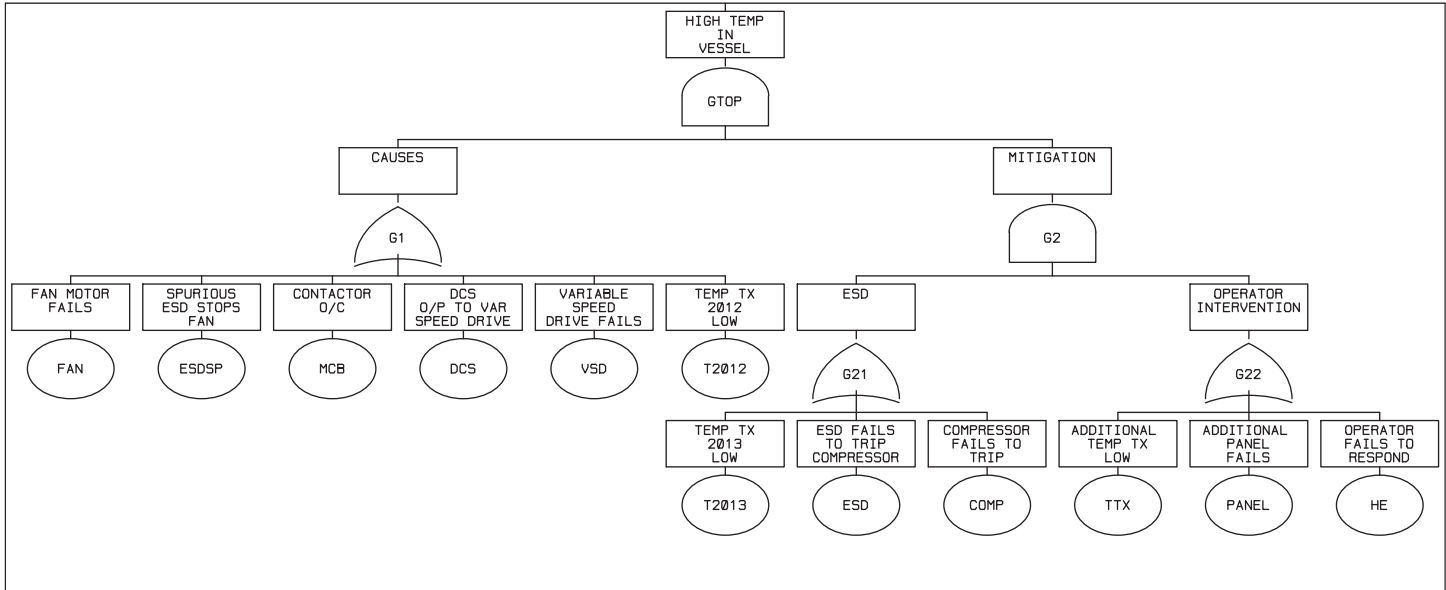 HIGH TEMP
IN
VESSEL
GTOP
CAUSES
MITIGATION
G1
G2
FAN MOTOR
FAILS
SPURIOUS
ESD STOPS
FAN
CONTACTOR
O/C
DCS
O/P TO VAR
SPEED DRIVE
VARIABLE
SPEED
DRIVE FAILS
TEMP TX
2012
LOW
ESD
OPERATOR
INTERVENTION
FAN
ESDSP
MCB
DCS
VSD
T2012
G21
G22
TEMP TX
2013
LOW
ESD FAILS
TO TRIP
COMPRESSOR
COMPRESSOR
FAILS TO
TRIP
ADDITIONAL
TEMP TX
LOW
ADDITIONAL
PANEL
FAILS
OPERATOR
FAILS TO
RESPOND
T2013
ESD
COMP
TTX
PANEL
HE